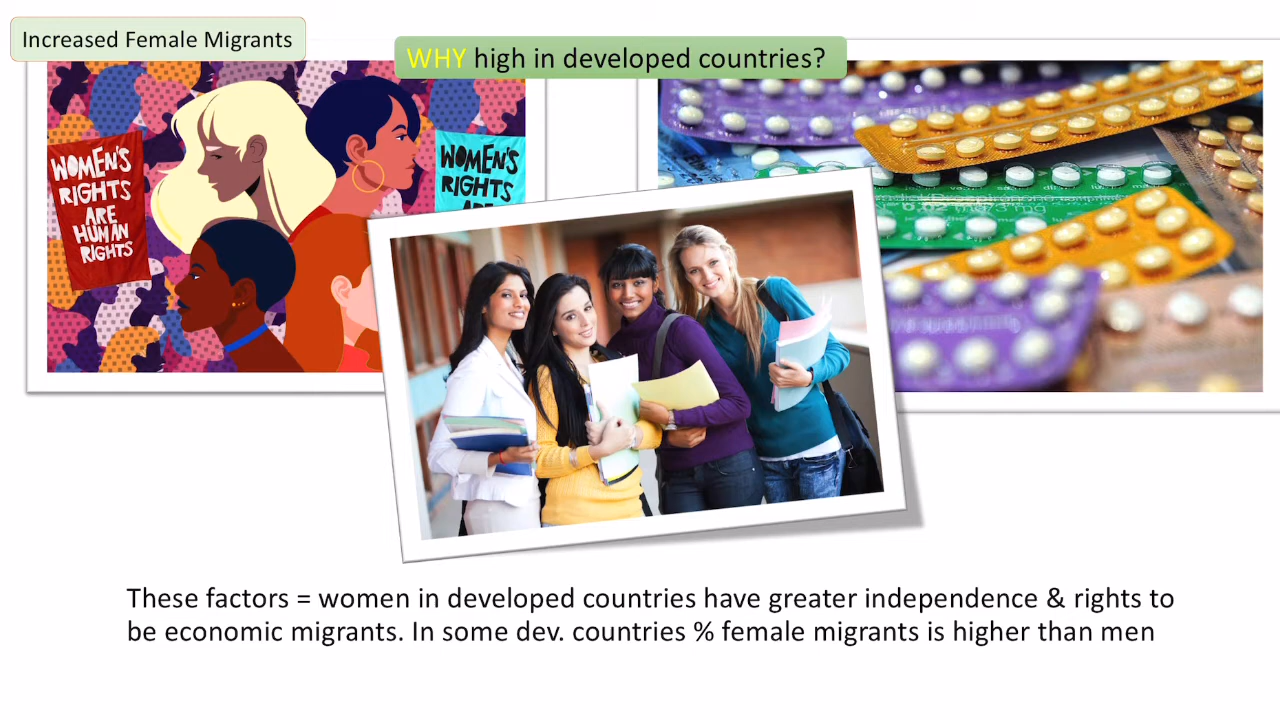 Increased Female Migrants
WHY high in developed countries?
WOMEN'S
RIGHTS
ARE
HUMAN
RIGHTS
WOMEN'S
RIGHTS
ARE
These factors = women in developed countries have greater independence & rights to
be economic migrants. In some dev. countries % female migrants is higher than men